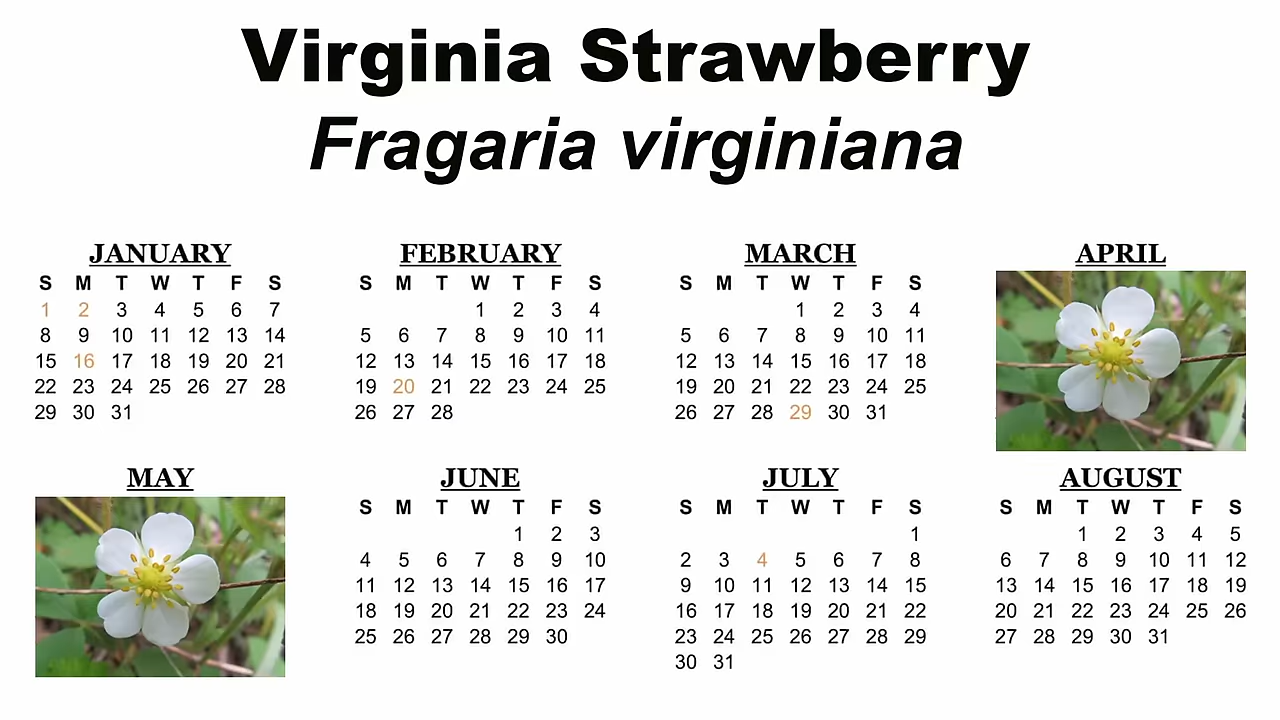 Virginia Strawberry
Fragaria virginiana
JANUARY
S M T W T F S
1 2 3 4 5 6 7
8 9 10 11 12 13 14
15 16 17 18 19 20 21
22 23 24 25 26 27 28
29 30 31
FEBRUARY
S M T W T F S
1 2 3 4
5 6 7 8 9 10 11
12 13 14 15 16 17 18
19 20 21 22 23 24 25
26 27 28
MARCH
S M T W T F S
1 2 3 4
5 6 7 8 9 10 11
12 13 14 15 16 17 18
19 20 21 22 23 24 25
26 27 28 29 30 31
APRIL
MAY
JUNE
S M T W T F S
1 2 3
4 5 6 7 8 9 10
11 12 13 14 15 16 17
18 19 20 21 22 23 24
25 26 27 28 29 30
JULY
S M T W T F S
1
2 3 4 5 6 7 8
9 10 11 12 13 14 15
16 17 18 19 20 21 22
23 24 25 26 27 28 29
30 31
AUGUST
S M T W T F S
1 2 3 4 5
6 7 8 9 10 11 12
13 14 15 16 17 18 19
20 21 22 23 24 25 26
27 28 29 30 31